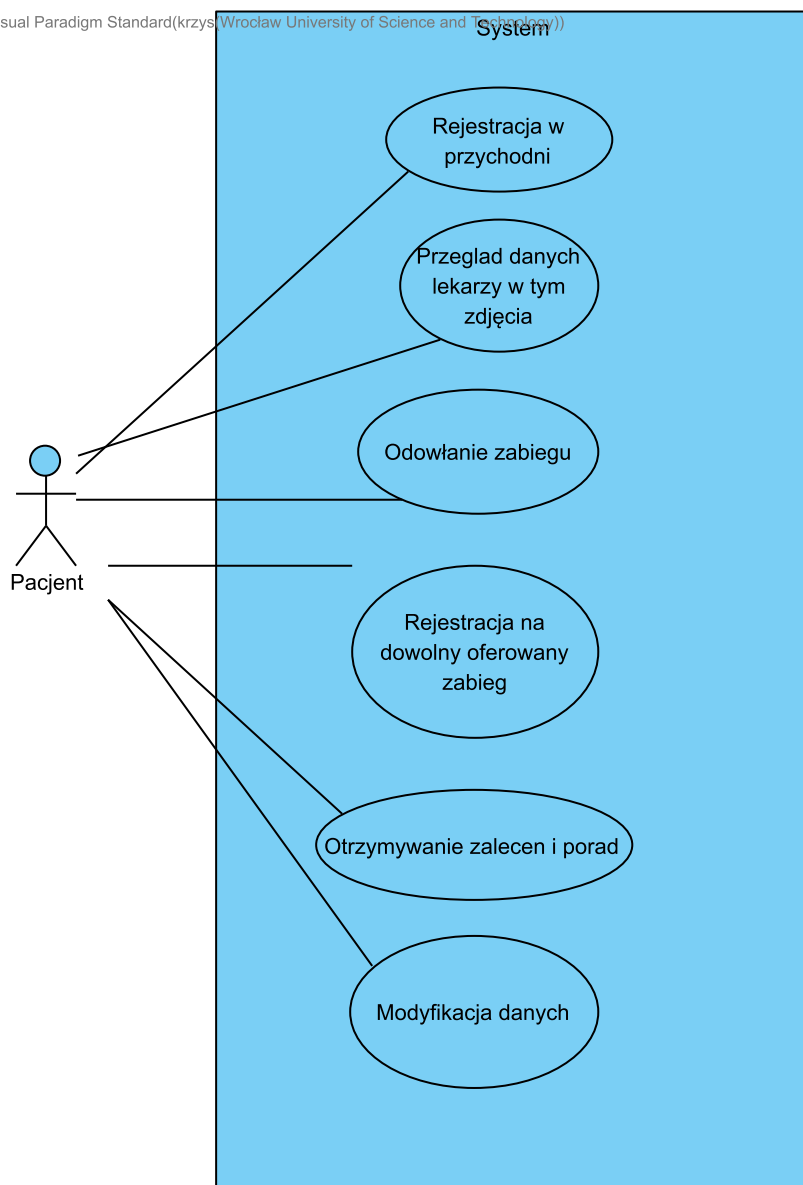 sual Paradigm Standard(krzys(Wrocław University of Science and Technology))
System
Rejestracja w
przychodni
Przeglad danych
lekarzy w tym
zdjęcia
Odowłanie zabiegu
Pacjent
Rejestracja na
dowolny oferowany
zabieg
Otrzymywanie zalecen i porad
Modyfikacja danych